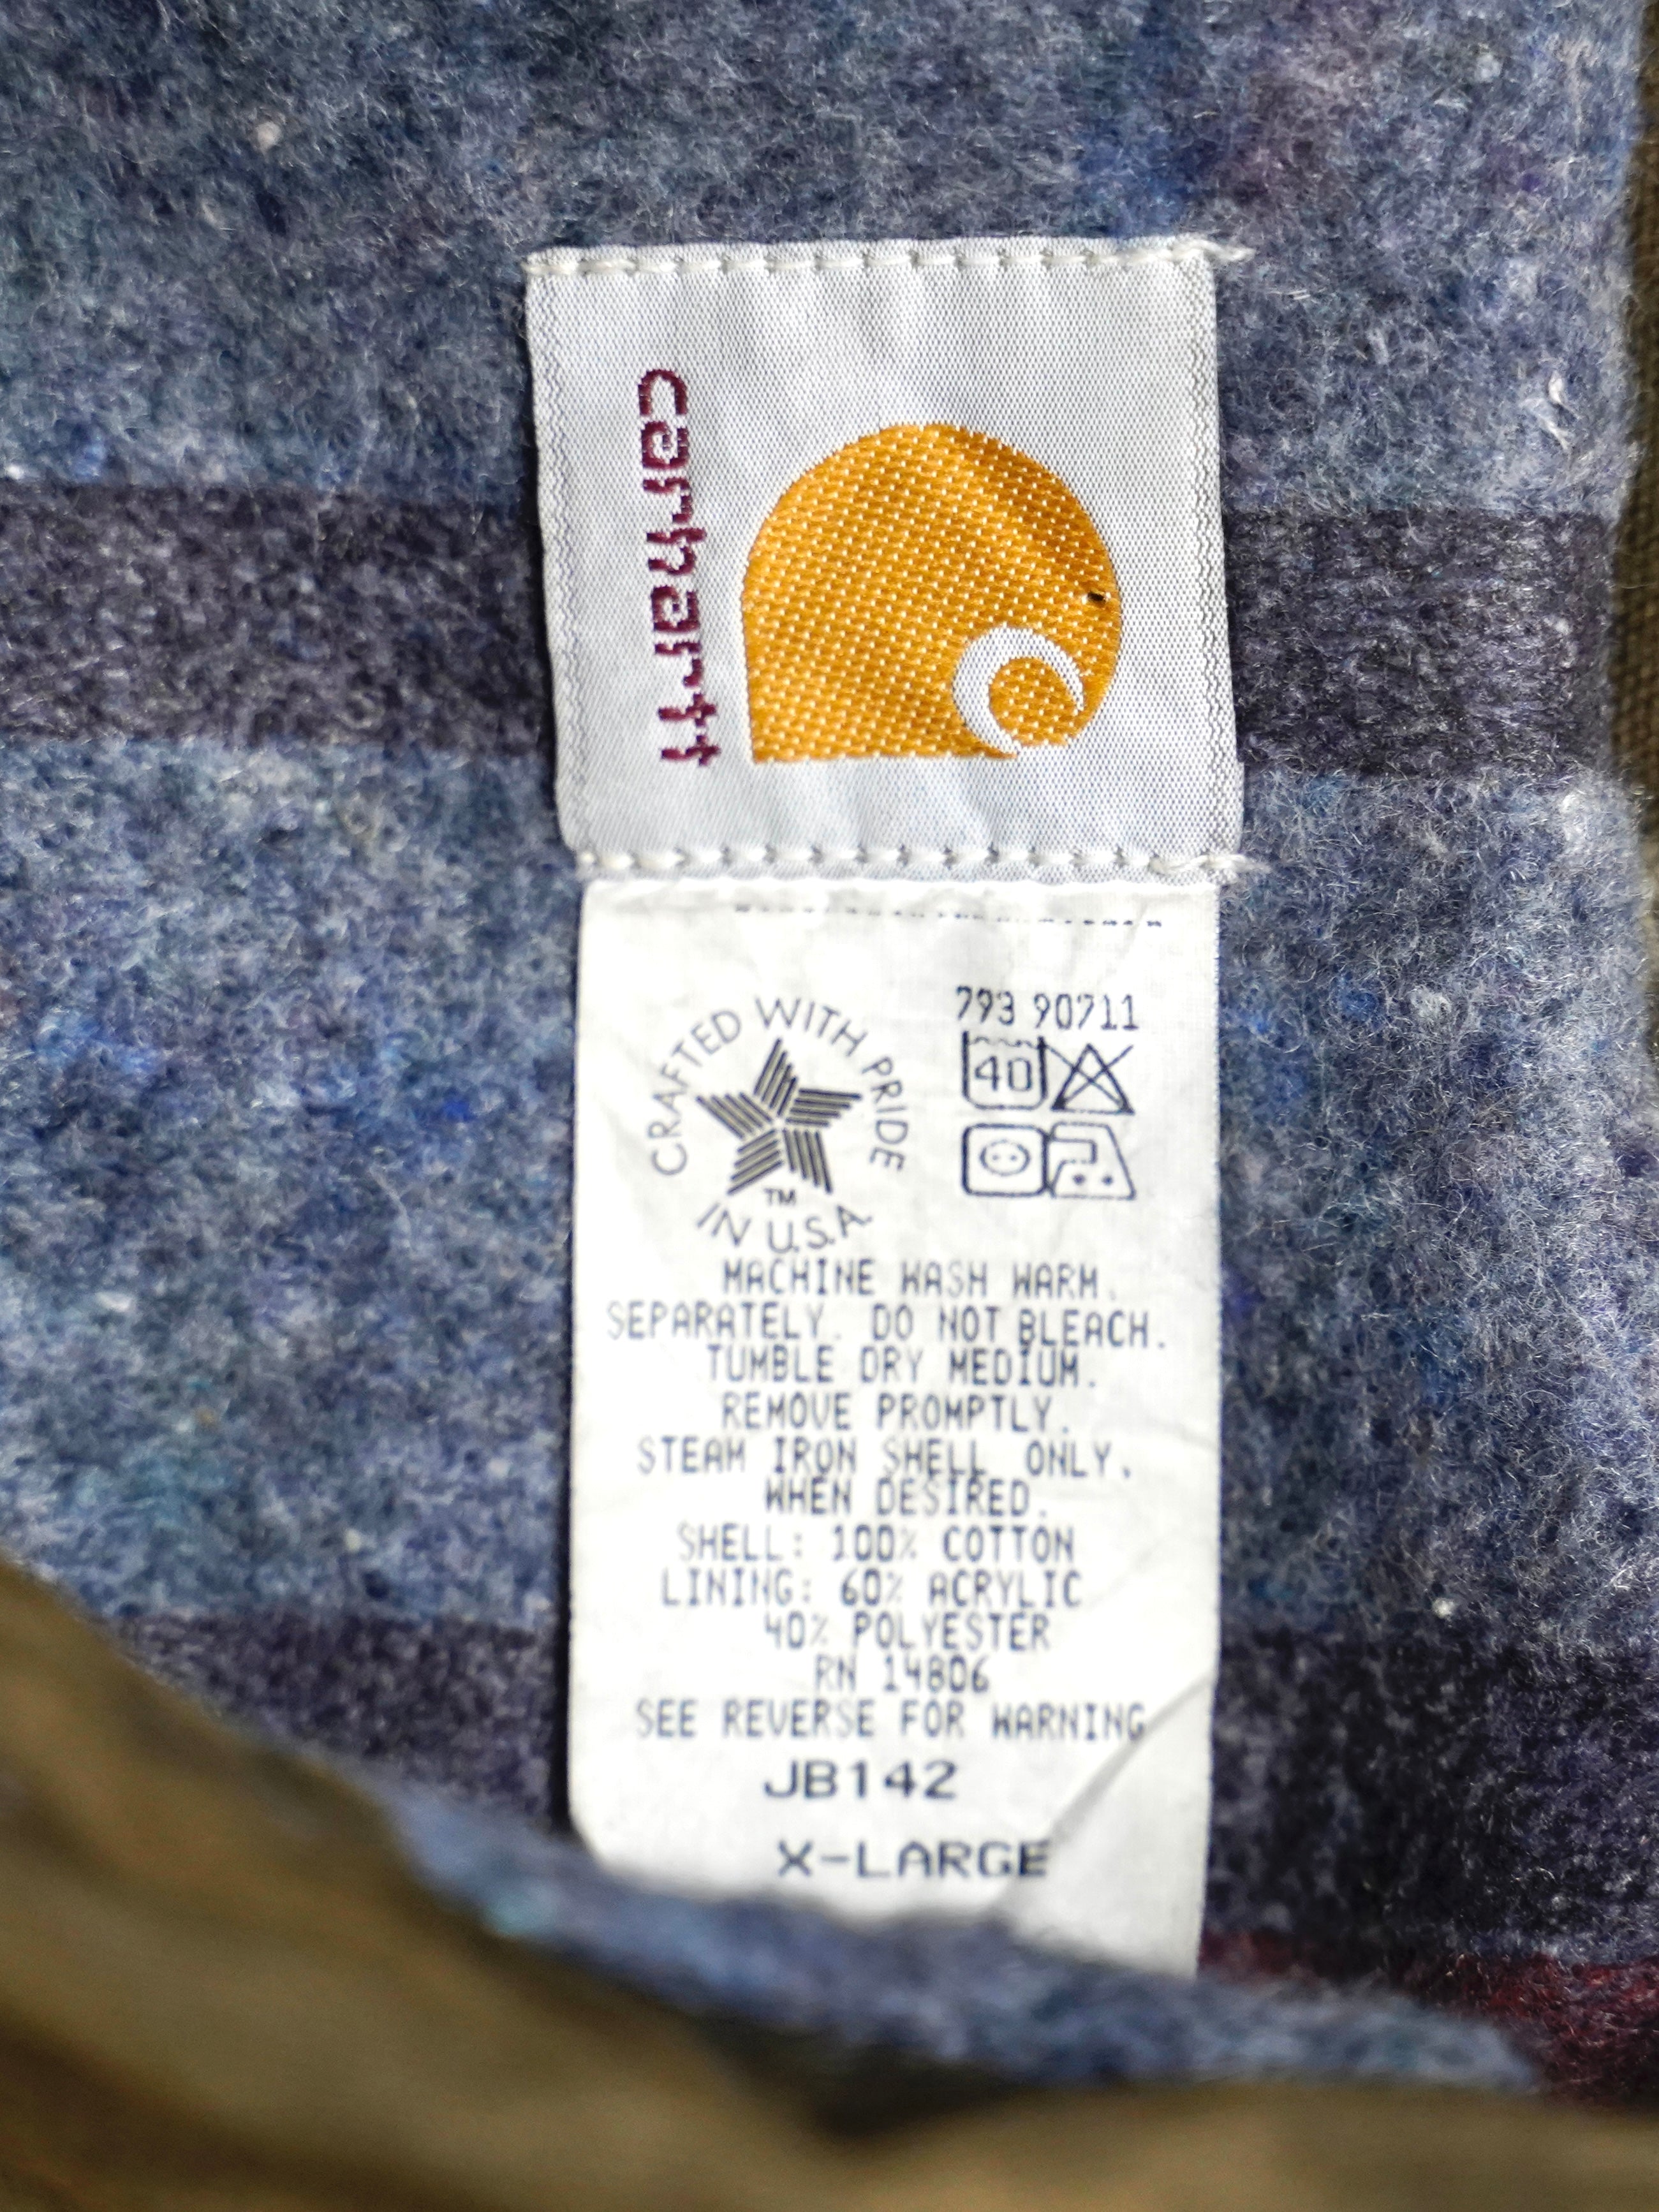 carhartt
CRAFTED WITH PRIDE
TM
IN U.S.A
793 90711
40
MACHINE WASH WARM.
SEPARATELY. DO NOT BLEACH.
TUMBLE DRY MEDIUM.
REMOVE PROMPTLY.
STEAM IRON SHELL ONLY,
WHEN DESIRED.
SHELL: 100% COTTON
LINING: 60% ACRYLIC
40% POLYESTER
RN 14806
SEE REVERSE FOR WARNING
JB142
X-LARGE